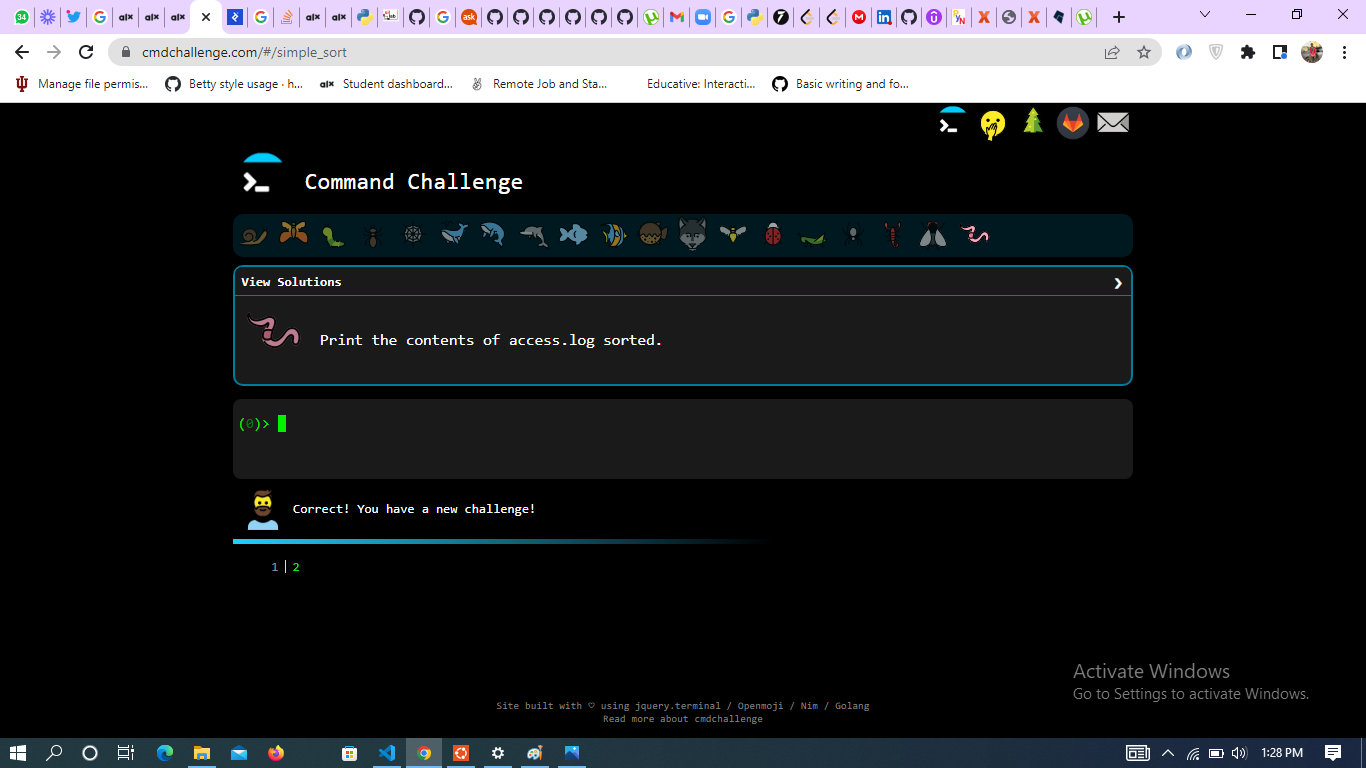 34
cmdchallenge.com/#/simple_sort
Manage file permis...
Betty style usage · h...
Student dashboard...
Remote Job and Sta...
Educative: Interacti...
Basic writing and fo...
Command Challenge
View Solutions
Print the contents of access.log sorted.
(0)>
Correct! You have a new challenge!
1 2
Activate Windows
Go to Settings to activate Windows.
Site built with ♡ using jquery.terminal / Openmoji / Nim / Golang
Read more about cmdchallenge
1:28 PM